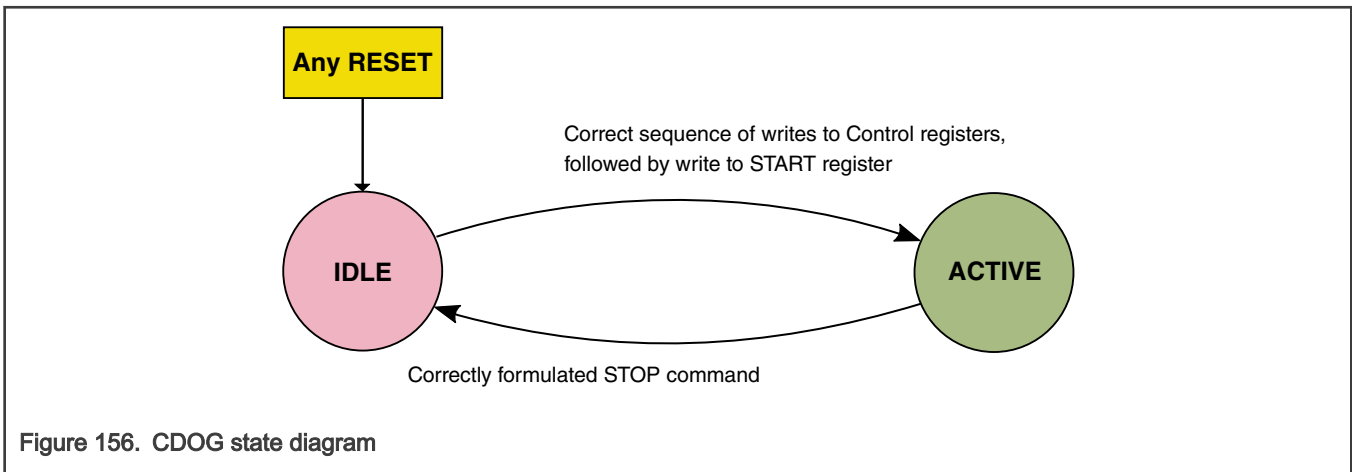 Any RESET
Correct sequence of writes to Control registers,
followed by write to START register
IDLE
ACTIVE
Correctly formulated STOP command
Figure 156. CDOG state diagram